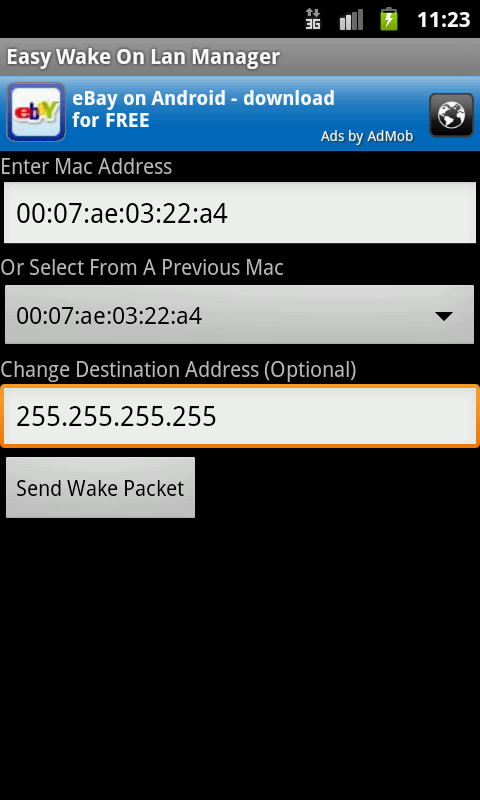 3G 11:23
Easy Wake On Lan Manager
ebY
eBay on Android - download
for FREE
Ads by AdMob
Enter Mac Address
00:07:ae:03:22:a4
Or Select From A Previous Mac
00:07:ae:03:22:a4
Change Destination Address (Optional)
255.255.255.255
Send Wake Packet